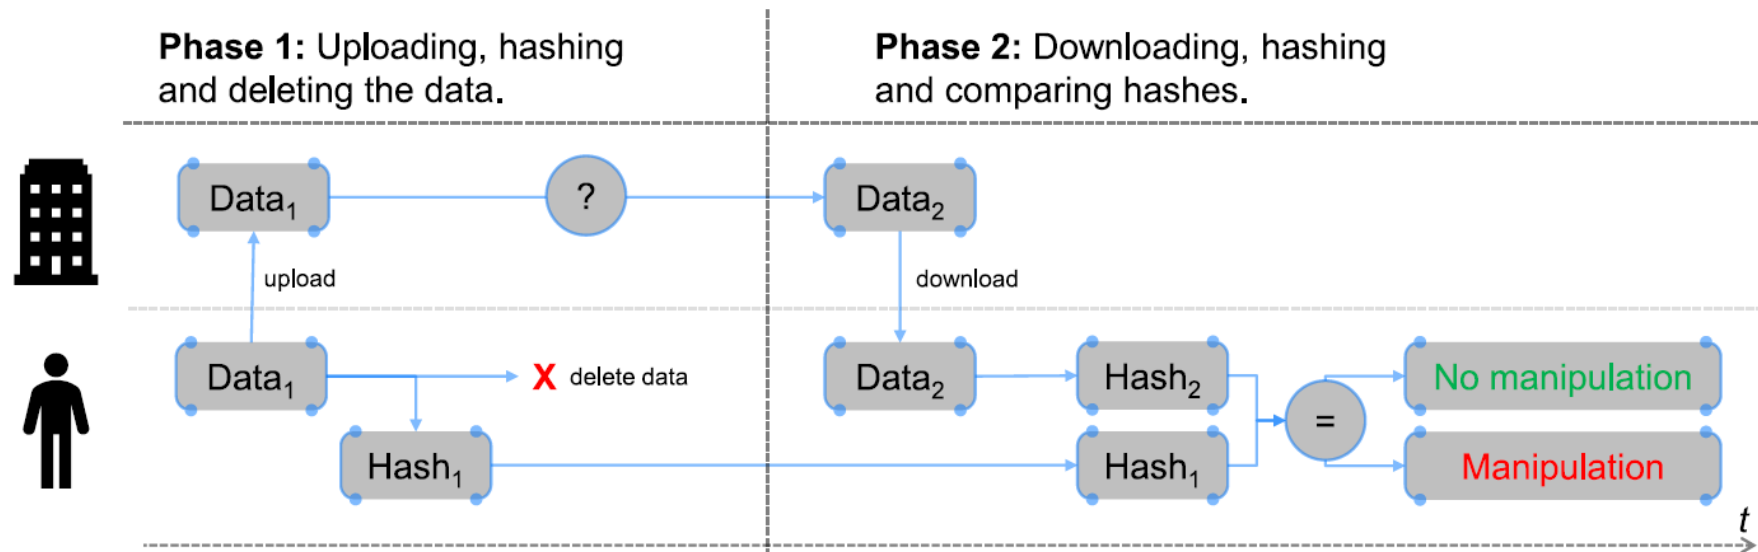 Phase 1: Uploading, hashing
and deleting the data.
Phase 2: Downloading, hashing
and comparing hashes.
Data₁
?
Data₂
upload
download
Data₁
X delete data
Data₂
Hash₂
=
No manipulation
Hash₁
Hash₁
Manipulation
t